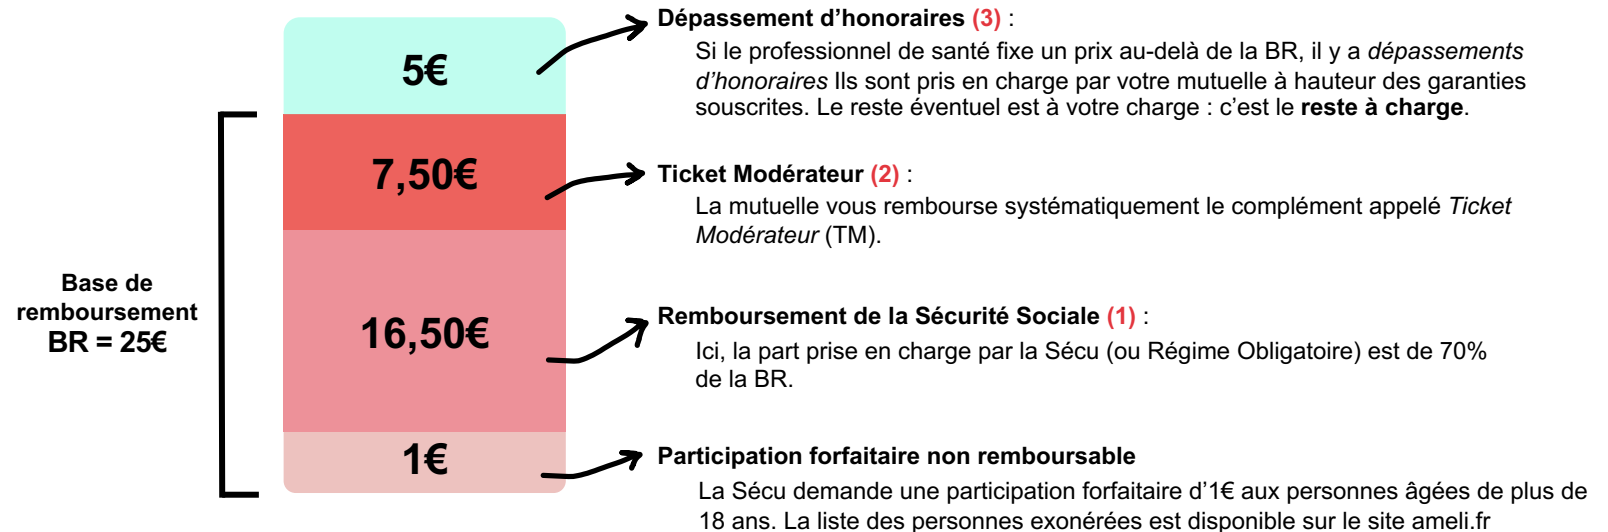 Dépassement d’honoraires (3) :
5€
Si le professionnel de santé fixe un prix au-delà de la BR, il y a dépassements
d’honoraires Ils sont pris en charge par votre mutuelle à hauteur des garanties
souscrites. Le reste éventuel est à votre charge : c’est le reste à charge.
7,50€
Ticket Modérateur (2) :
La mutuelle vous rembourse systématiquement le complément appelé Ticket
Modérateur (TM).
Base de
remboursement
BR = 25€
16,50€
Remboursement de la Sécurité Sociale (1) :
Ici, la part prise en charge par la Sécu (ou Régime Obligatoire) est de 70%
de la BR.
1€
Participation forfaitaire non remboursable
La Sécu demande une participation forfaitaire d’1€ aux personnes âgées de plus de
18 ans. La liste des personnes exonérées est disponible sur le site ameli.fr